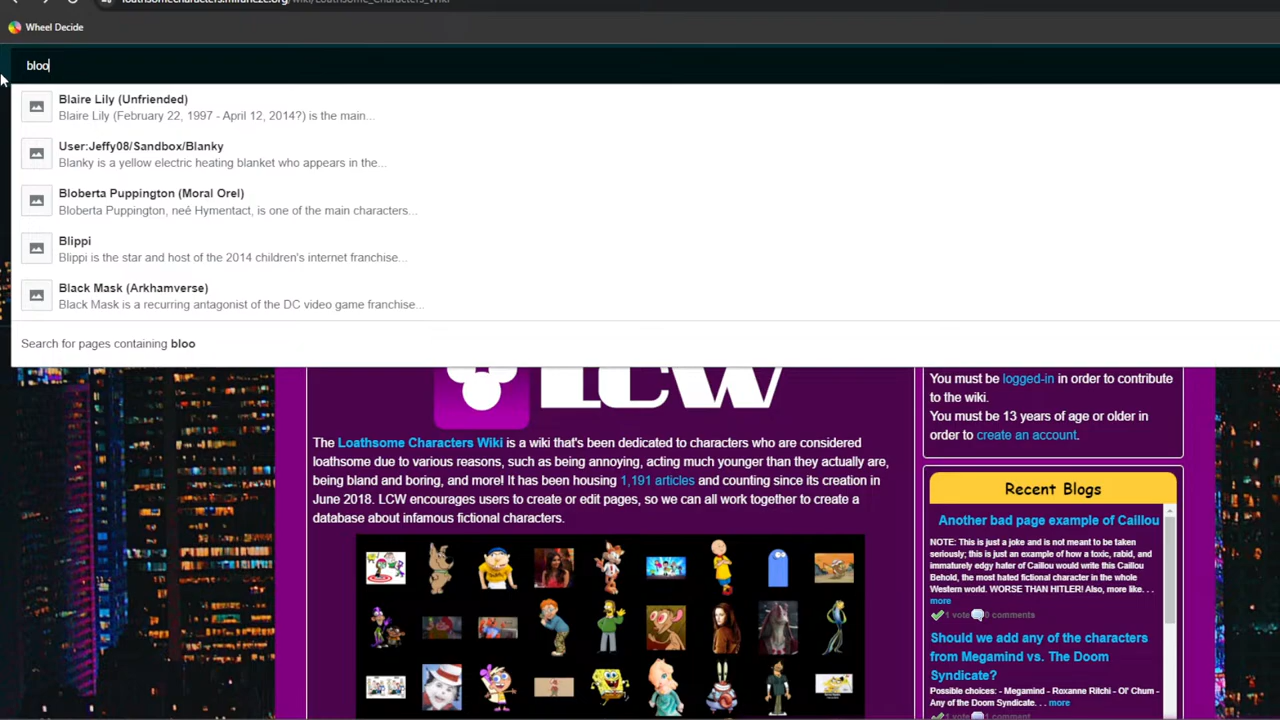 loathsomecharacters.miraheze.org/wiki/Loathsome_Characters_Wiki
Wheel Decide
bloo
Blaire Lily (Unfriended)
Blaire Lily (February 22, 1997 - April 12, 2014?) is the main...
User:Jeffy08/Sandbox/Blanky
Blanky is a yellow electric heating blanket who appears in the...
Bloberta Puppington (Moral Orel)
Bloberta Puppington, neé Hymentact, is one of the main characters...
Blippi
Blippi is the star and host of the 2014 children's internet franchise...
Black Mask (Arkhamverse)
Black Mask is a recurring antagonist of the DC video game franchise...
Search for pages containing bloo
LCW
The Loathsome Characters Wiki is a wiki that's been dedicated to characters who are considered
loathsome due to various reasons, such as being annoying, acting much younger than they actually are,
being bland and boring, and more! It has been housing 1,191 articles and counting since its creation in
June 2018. LCW encourages users to create or edit pages, so we can all work together to create a
database about infamous fictional characters.
You must be logged-in in order to contribute
to the wiki.
You must be 13 years of age or older in
order to create an account.
Recent Blogs
Another bad page example of Caillou
NOTE: This is just a joke and is not meant to be taken
seriously; this is just an example of how a toxic, rabid, and
immaturely edgy hater of Caillou would write this Caillou
Behold, the most hated fictional character in the whole
Western world. WORSE THAN HITLER! Also, more like. . .
more
1 vote 0 comments
Should we add any of the characters
from Megamind vs. The Doom
Syndicate?
Possible choices: - Megamind - Roxanne Ritchi - Ol' Chum -
Any of the Doom Syndicate. . . more
1 vote 1 comment